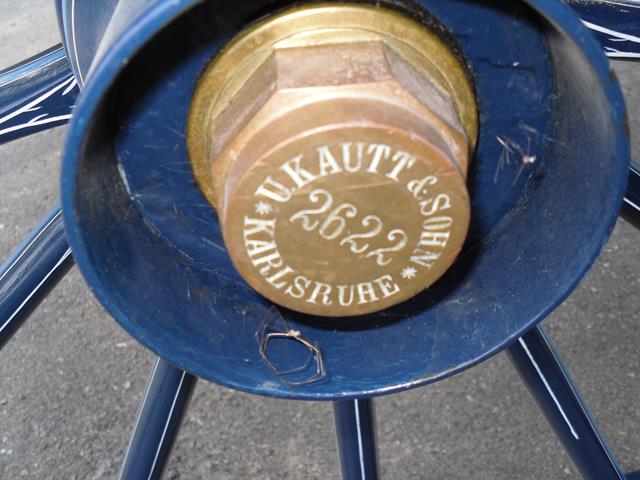 U.KAUTT & SOHN
2622
* KARLSRUHE *